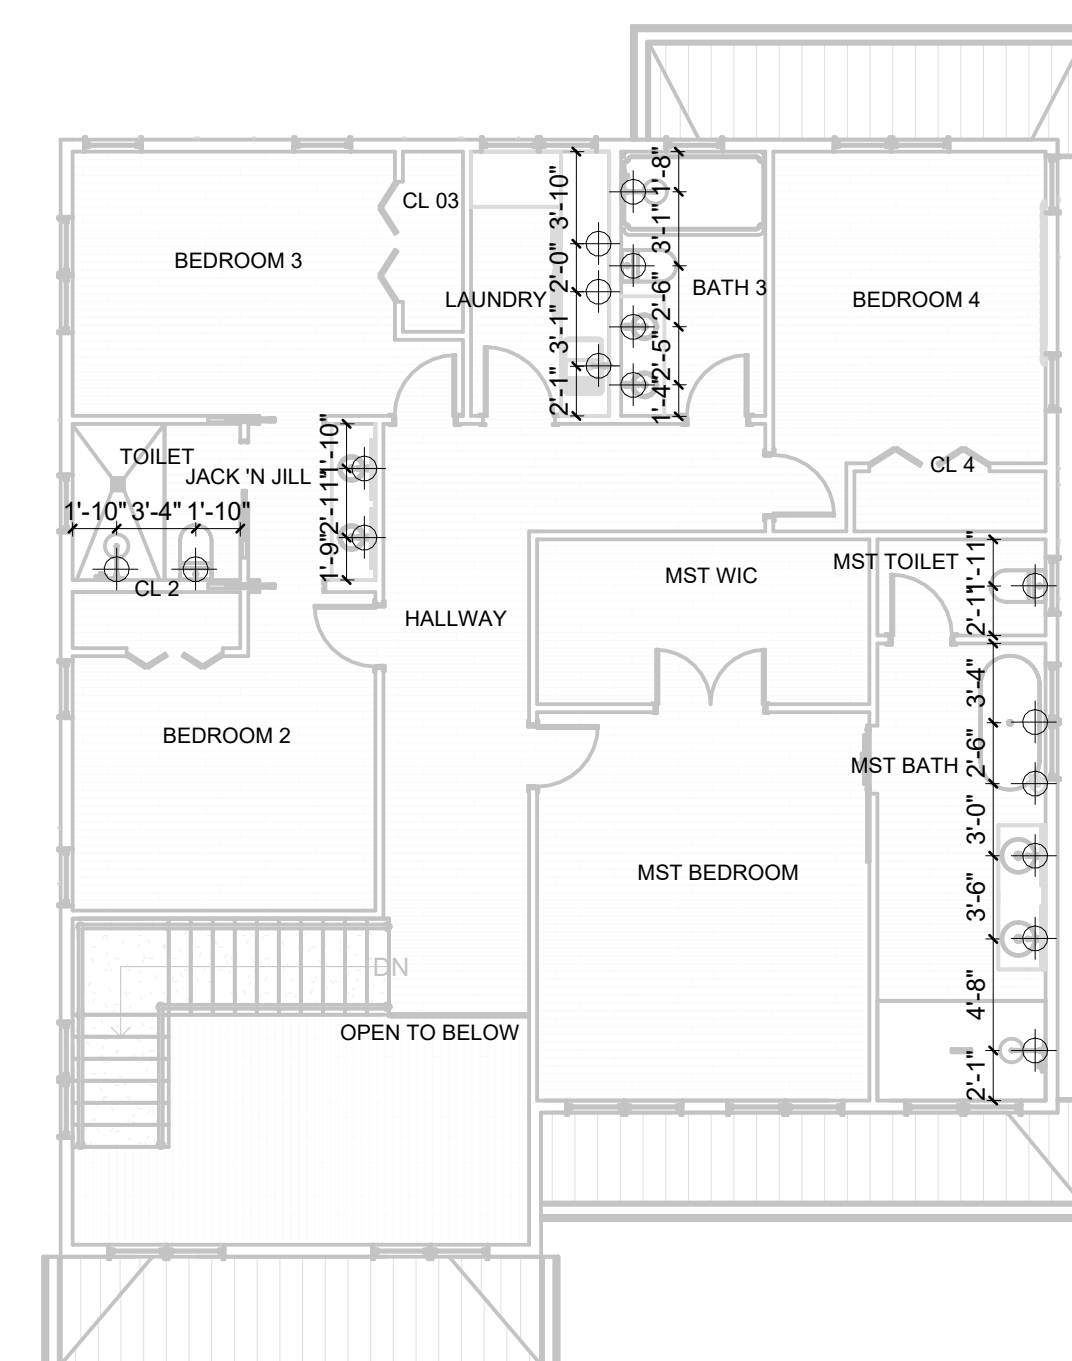 CL 03
BEDROOM 3
LAUNDRY
BATH 3
BEDROOM 4
3'-10"
2'-0"
3'-1"
2'-1"
1'-8"
3'-1"
2'-6"
2'-5"
1'-4"
TOILET
JACK 'N JILL
CL 4
1'-10"
2'-11"
1'-9"
1'-10"
3'-4"
1'-10"
CL 2
MST TOILET
MST WIC
1'-11"
2'-1"
HALLWAY
BEDROOM 2
MST BATH
3'-4"
2'-6"
3'-0"
3'-6"
4'-8"
2'-1"
MST BEDROOM
DN
OPEN TO BELOW